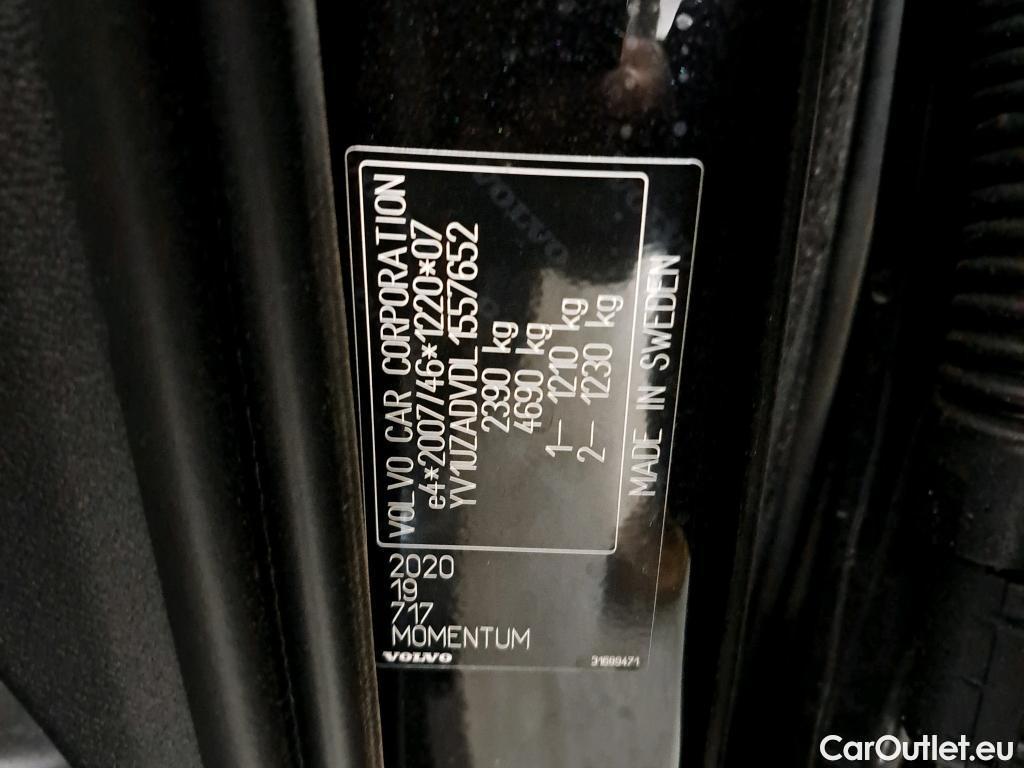 VOLVO CAR CORPORATION
e4*2007/46*1220*07
YV1UZADVDL1557652
2390 kg
4690 kg
1– 1210 kg
2– 1230 kg
MADE IN SWEDEN
2020
19
717
MOMENTUM
VOLVO
31699471
VOLVO
CarOutlet.eu